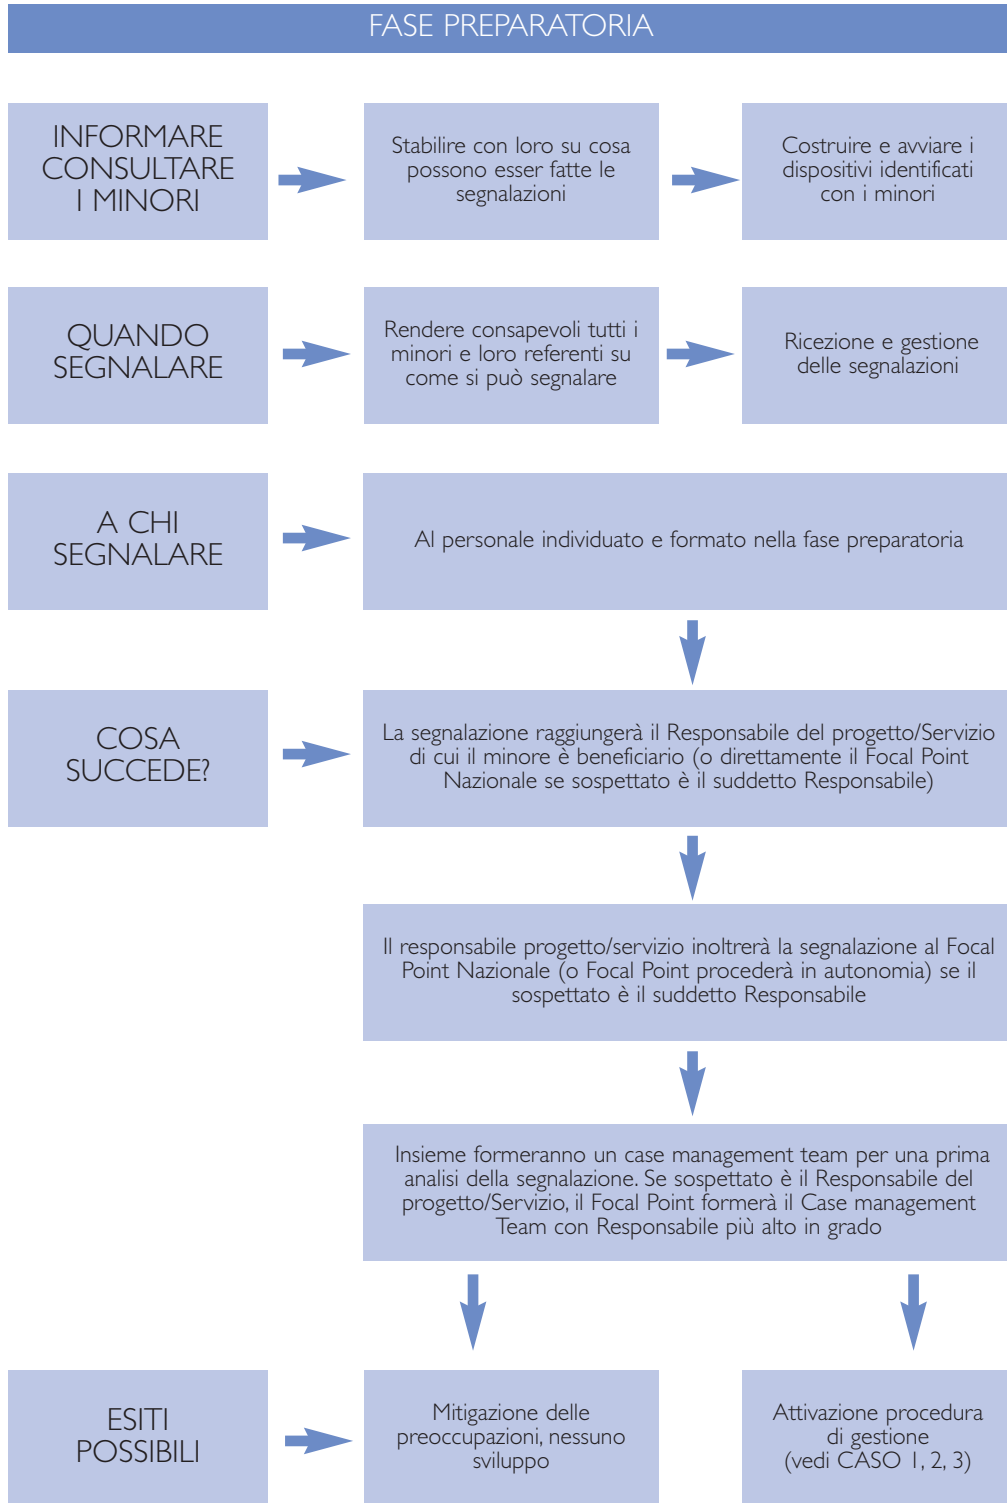 FASE PREPARATORIA
INFORMARE
CONSULTARE
I MINORI
Stabilire con loro su cosa
possono esser fatte le
segnalazioni
Costruire e avviare i
dispositivi identificati
con i minori
QUANDO
SEGNALARE
Rendere consapevoli tutti i
minori e loro referenti su
come si può segnalare
Ricezione e gestione
delle segnalazioni
A CHI
SEGNALARE
Al personale individuato e formato nella fase preparatoria
COSA
SUCCEDE?
La segnalazione raggiungerà il Responsabile del progetto/Servizio
di cui il minore è beneficiario (o direttamente il Focal Point
Nazionale se sospettato è il suddetto Responsabile)
Il responsabile progetto/servizio inoltrerà la segnalazione al Focal
Point Nazionale (o Focal Point procederà in autonomia) se il
sospettato è il suddetto Responsabile
Insieme formeranno un case management team per una prima
analisi della segnalazione. Se sospettato è il Responsabile del
progetto/Servizio, il Focal Point formerà il Case management
Team con Responsabile più alto in grado
ESITI
POSSIBILI
Mitigazione delle
preoccupazioni, nessuno
sviluppo
Attivazione procedura
di gestione
(vedi CASO 1, 2, 3)